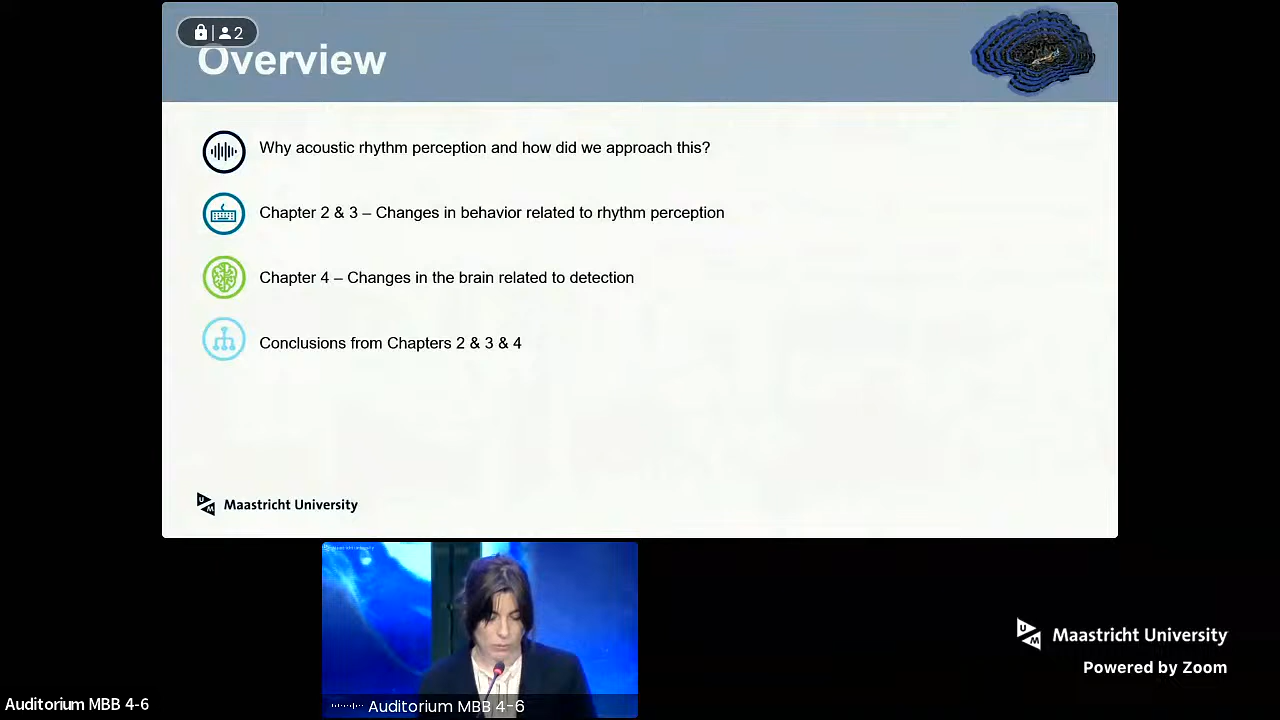 2
Overview
Why acoustic rhythm perception and how did we approach this?
Chapter 2 & 3 – Changes in behavior related to rhythm perception
Chapter 4 – Changes in the brain related to detection
Conclusions from Chapters 2 & 3 & 4
UM Maastricht University
Auditorium MBB 4-6
UM Maastricht University
Powered by Zoom
Auditorium MBB 4-6